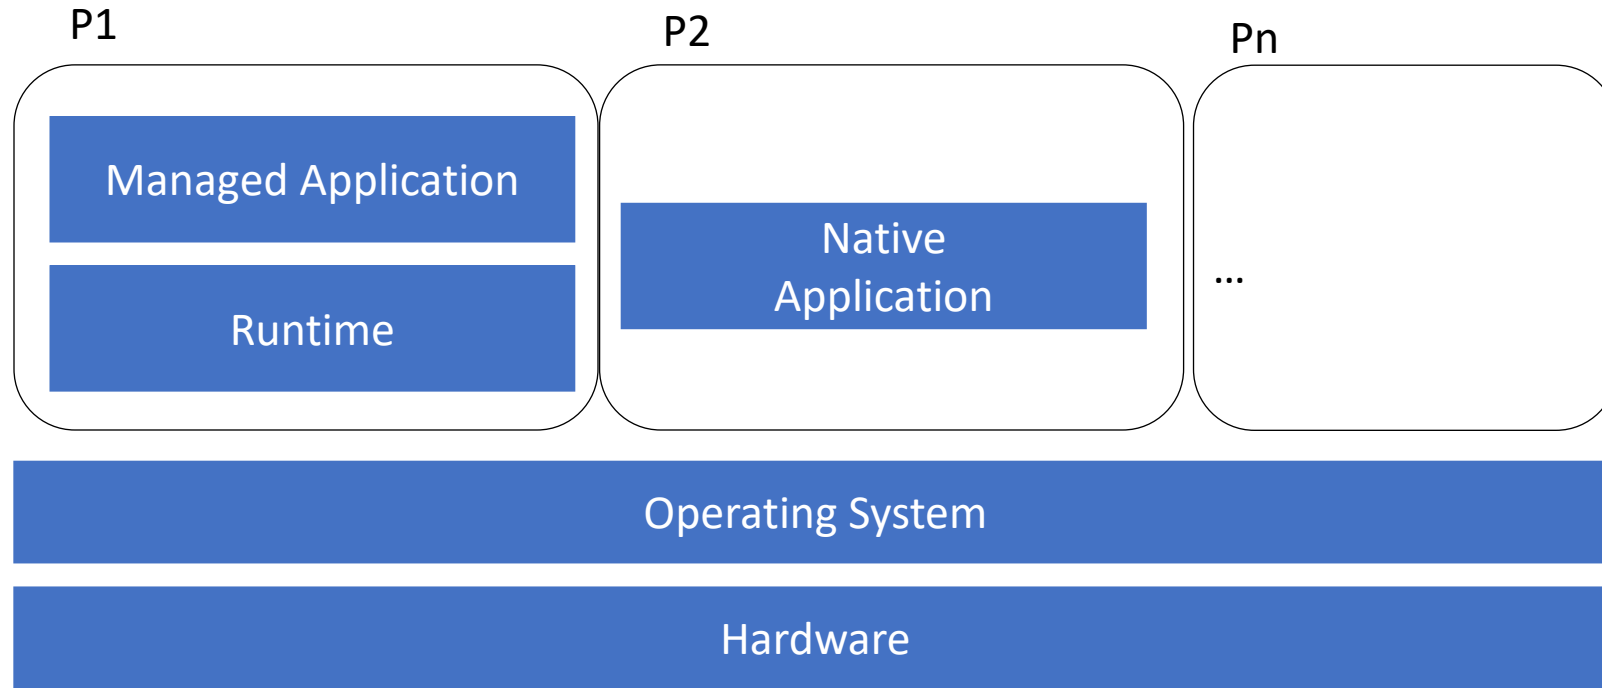 P1
P2
Pn
Managed Application
Runtime
Native
Application
...
Operating System
Hardware